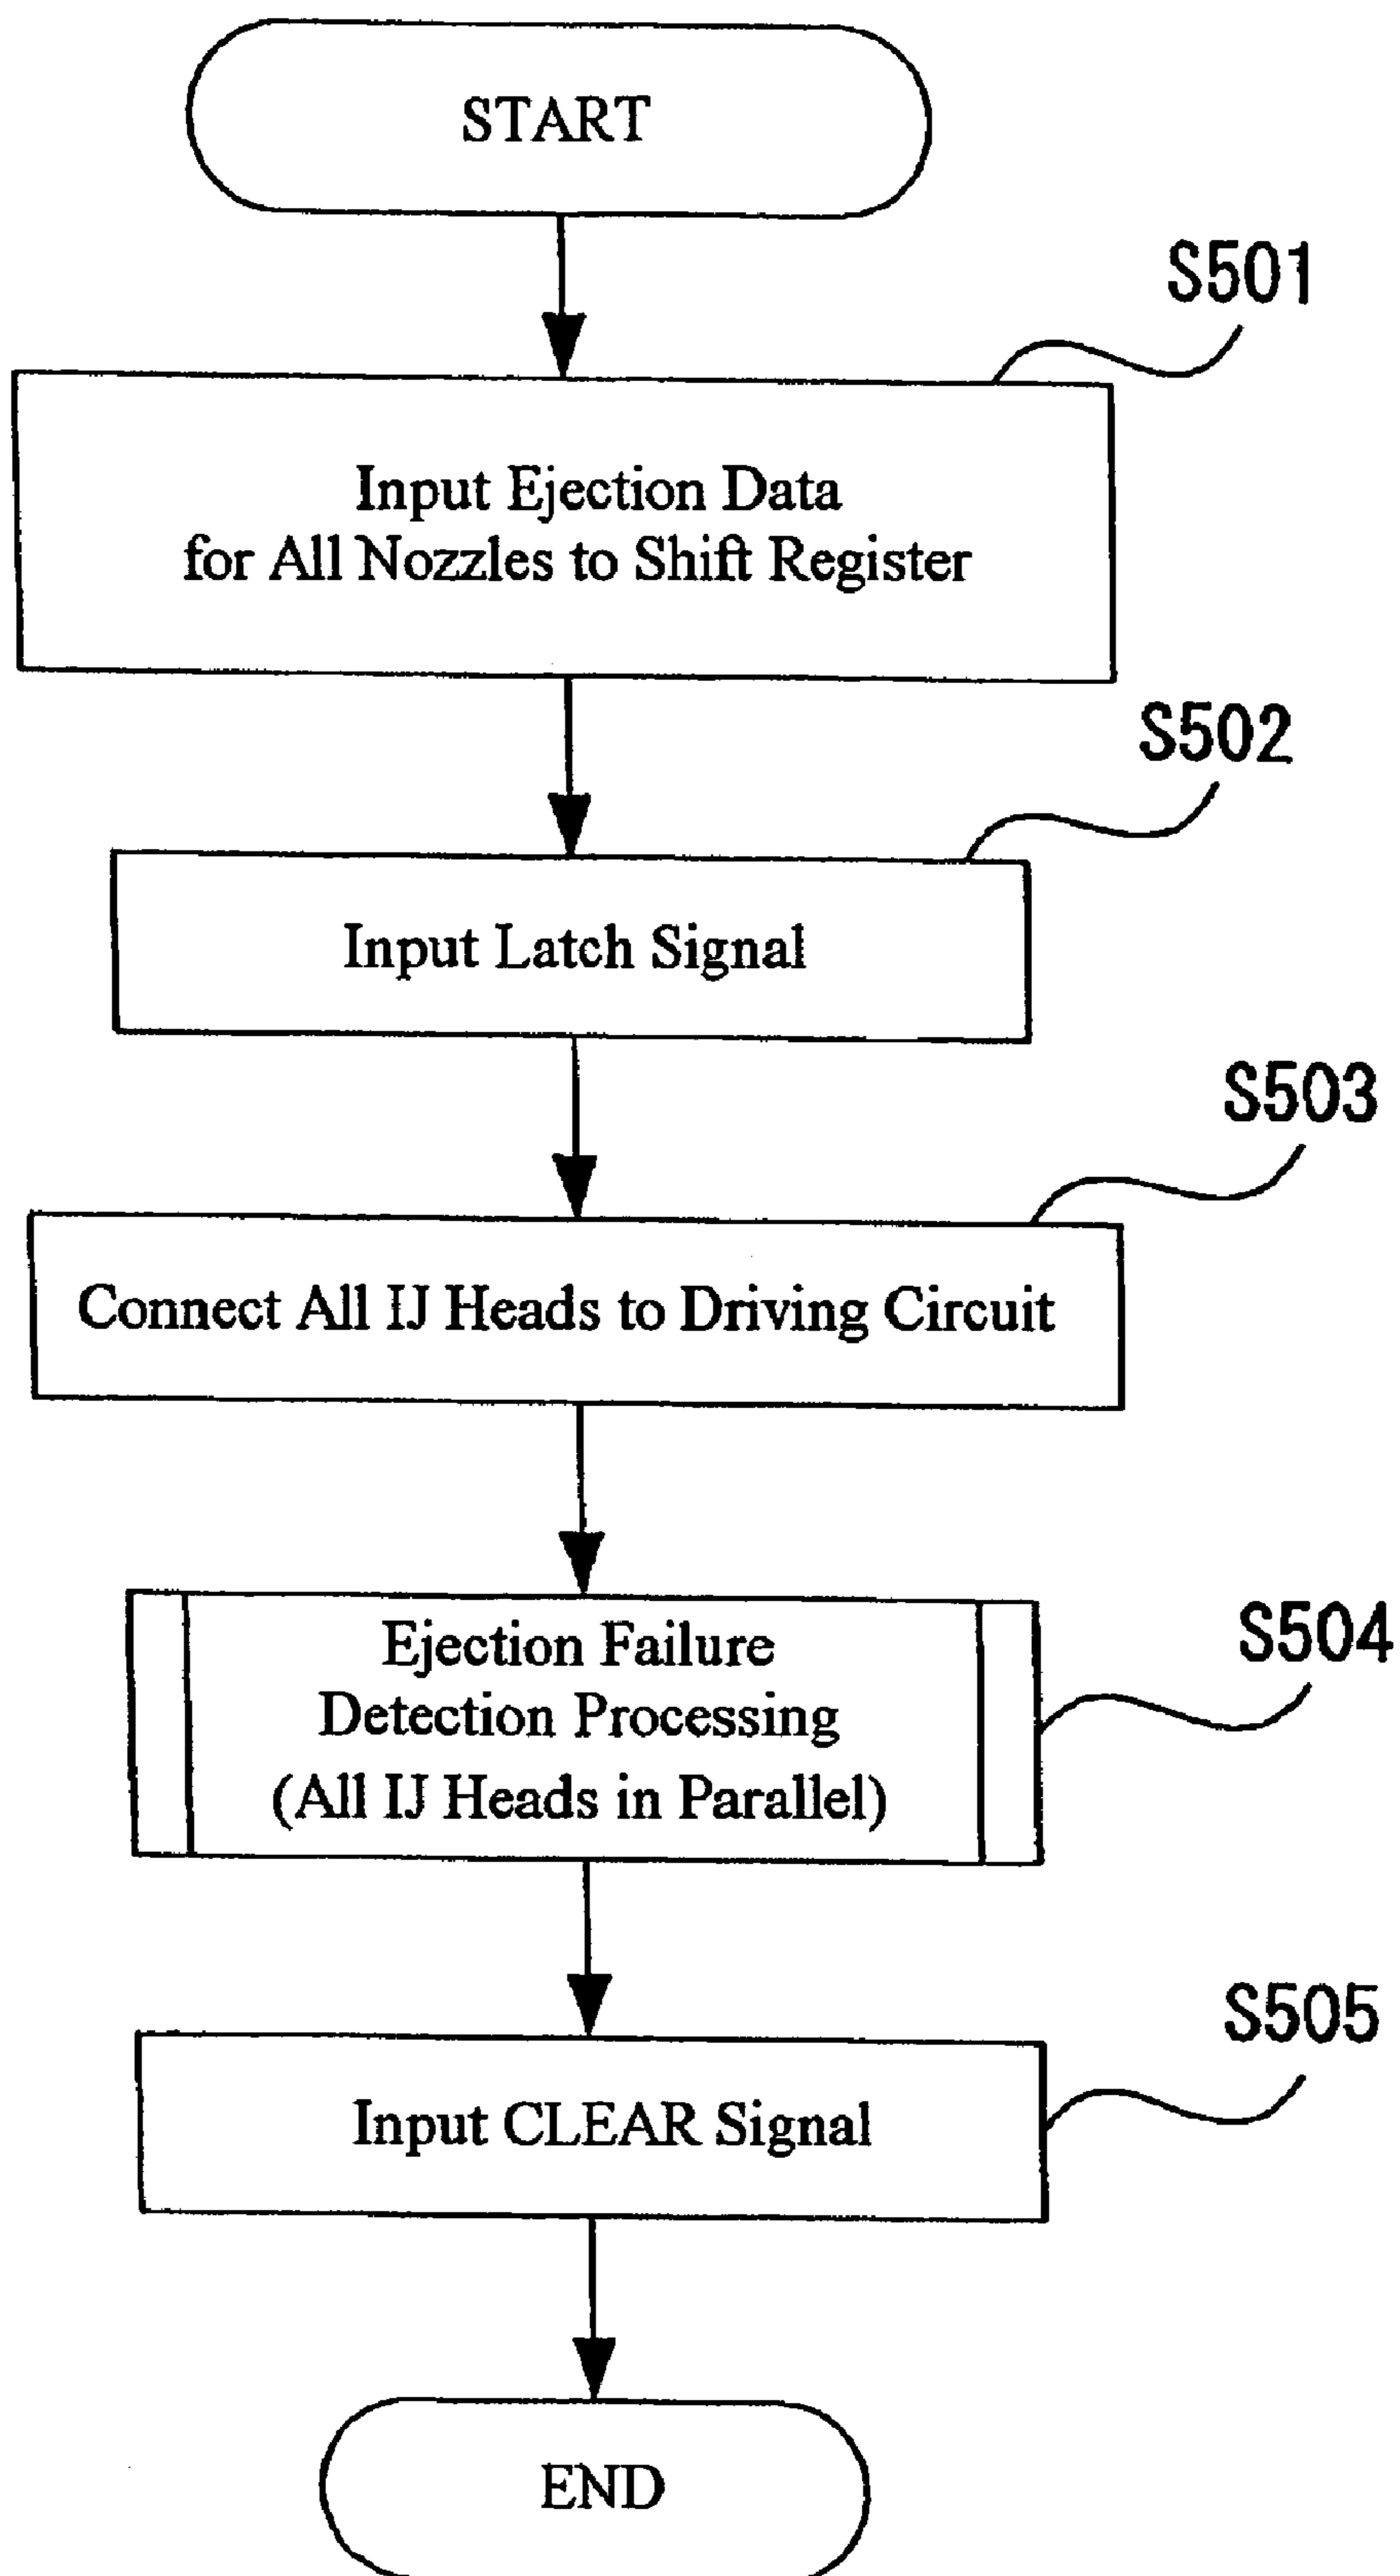 START
S501
Input Ejection Data
for All Nozzles to Shift Register
S502
Input Latch Signal
S503
Connect All IJ Heads to Driving Circuit
S504
Ejection Failure
Detection Processing
(All IJ Heads in Parallel)
S505
Input CLEAR Signal
END